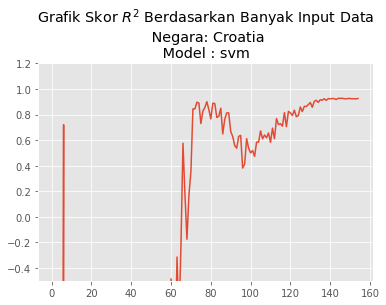 Grafik Skor $R^2$ Berdasarkan Banyak Input Data
Negara: Croatia
Model : svm
1.2
1.0
0.8
0.6
0.4
0.2
0.0
−0.2
−0.4
0 20 40 60 80 100 120 140 160